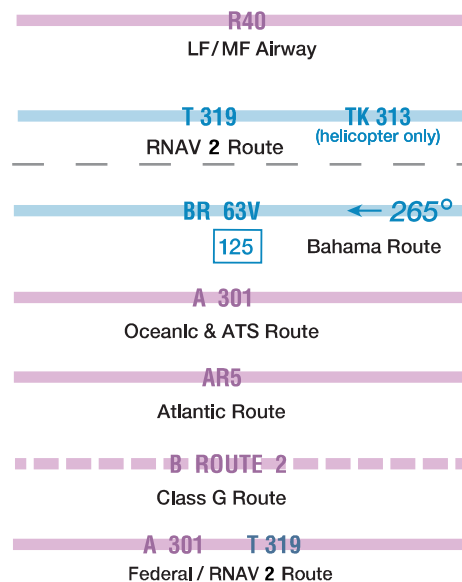 R40
LF/MF Airway
T 319 TK 313
RNAV 2 Route (helicopter only)
BR 63V ← 265°
125 Bahama Route
A 301
Oceanic & ATS Route
AR5
Atlantic Route
B ROUTE 2
Class G Route
A 301 T 319
Federal / RNAV 2 Route